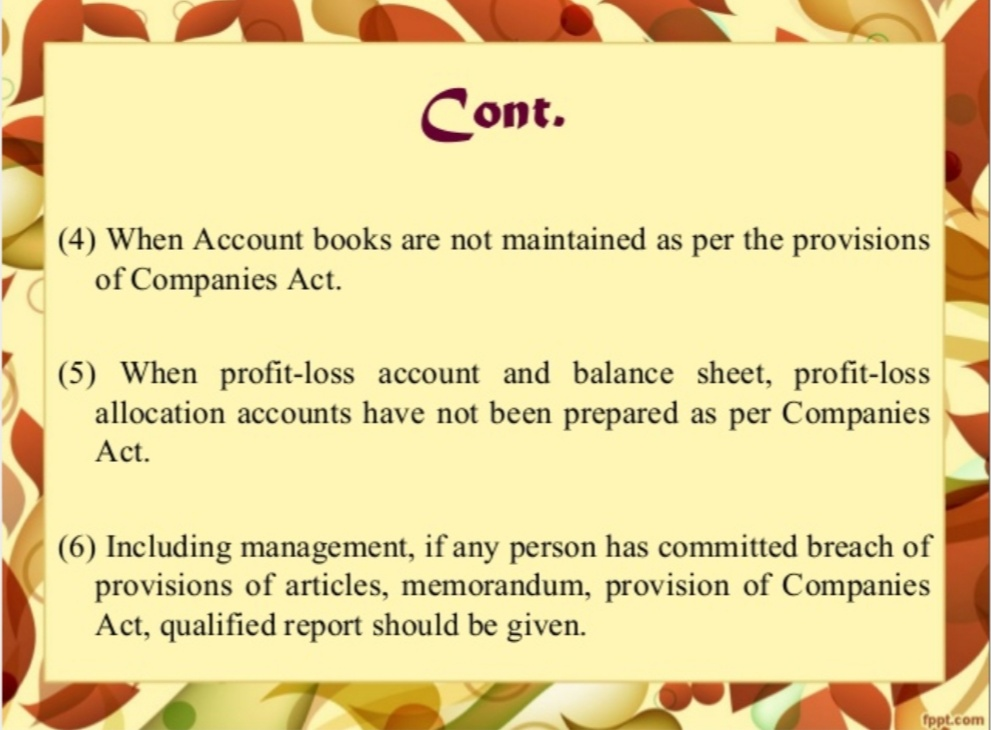 Cont.
(4) When Account books are not maintained as per the provisions
of Companies Act.
(5) When profit-loss account and balance sheet, profit-loss
allocation accounts have not been prepared as per Companies
Act.
(6) Including management, if any person has committed breach of
provisions of articles, memorandum, provision of Companies
Act, qualified report should be given.
fppt.com